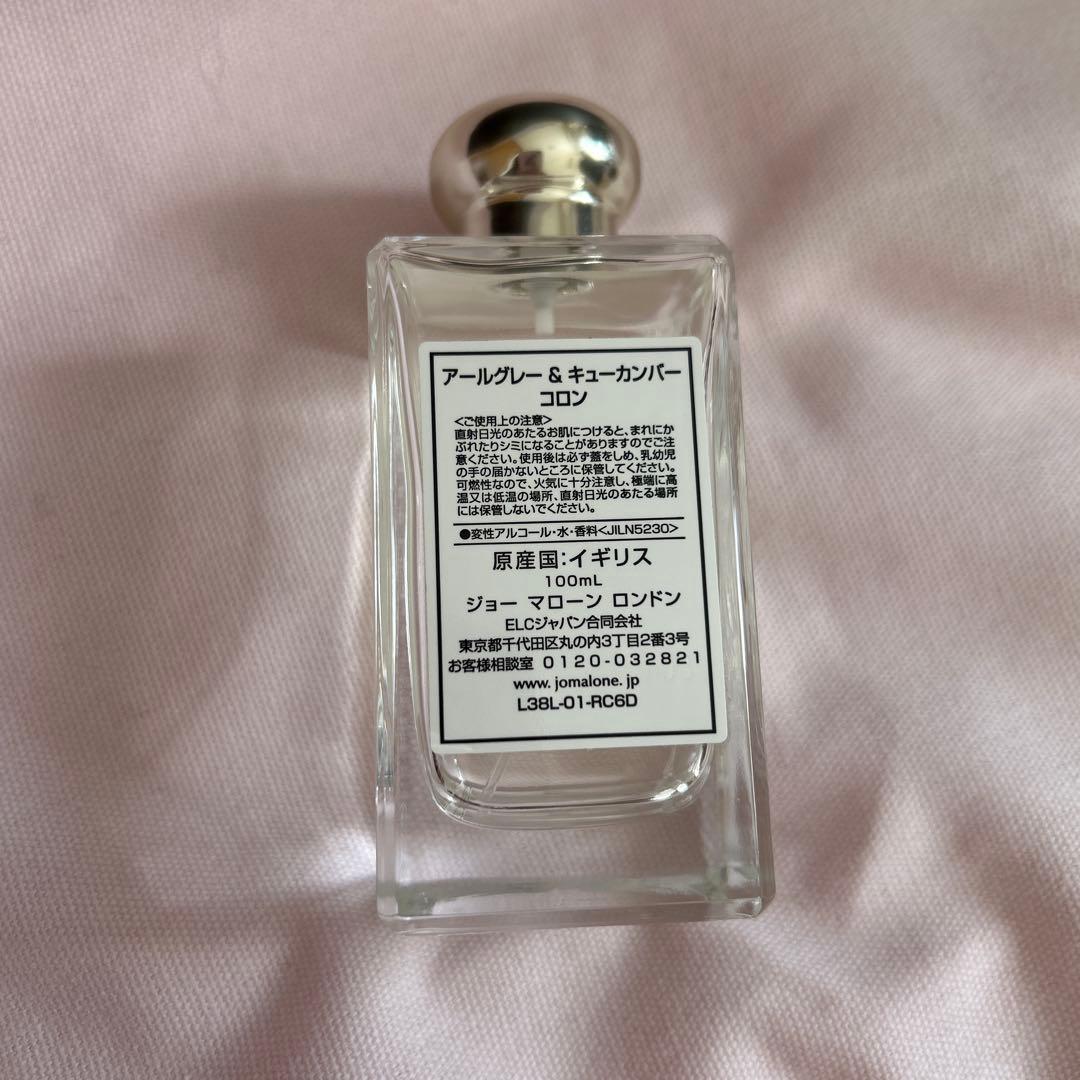 アールグレー & キューカンバー
コロン
<ご使用上の注意>
直射日光のあたるお肌につけると、まれにか
ぶれたりシミになることがありますのでご注
意ください。使用後は必ず蓋をしめ、乳幼児
の手の届かないところに保管してください。
可燃性なので、火気に十分注意し、極端に高
温又は低温の場所、直射日光のあたる場所
には保管しないでください。
●変性アルコール・水・香料<JILN5230>
原産国:イギリス
100mL
ジョー マローン ロンドン
ELCジャパン合同会社
東京都千代田区丸の内3丁目2番3号
お客様相談室 0120-032821
www. jomalone. jp
L38L-01-RC6D